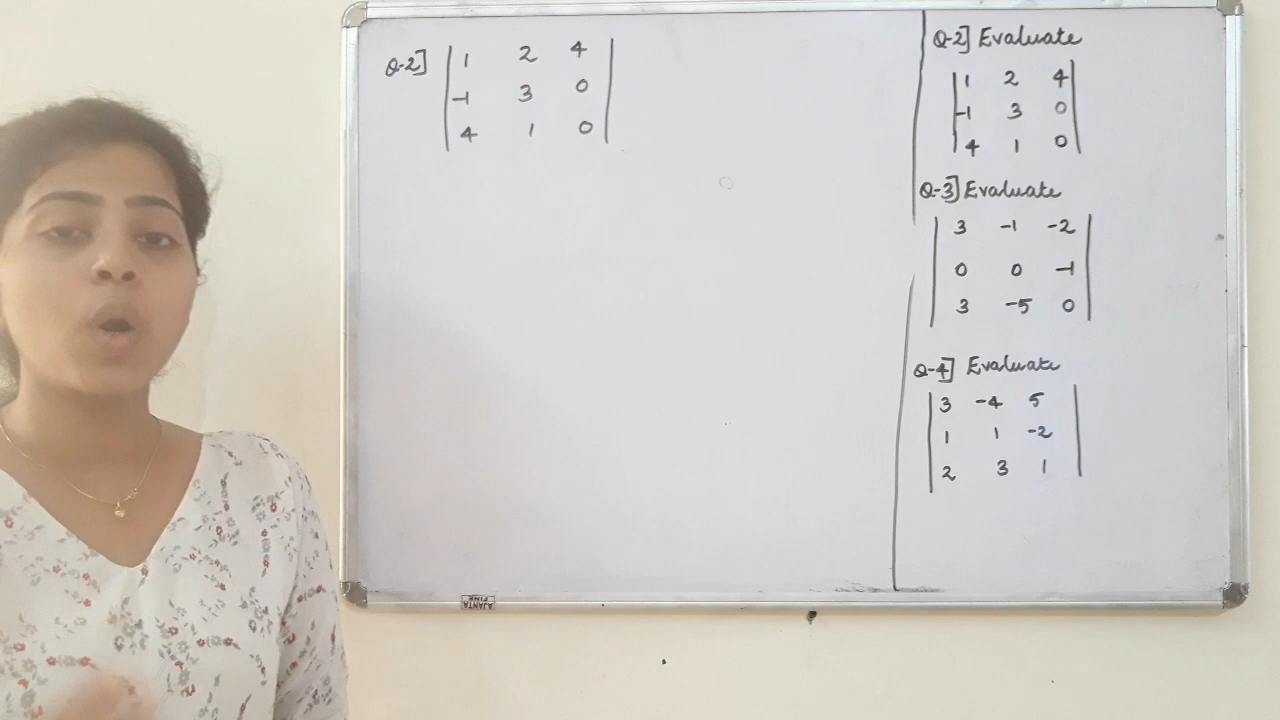 Q-2] | 1 2 4 |
| -1 3 0 |
| 4 1 0 |
Q-2] Evaluate
| 1 2 4 |
| -1 3 0 |
| 4 1 0 |
Q-3] Evaluate
| 3 -1 -2 |
| 0 0 -1 |
| 3 -5 0 |
Q-4] Evaluate
| 3 -4 5 |
| 1 1 -2 |
| 2 3 1 |
AJANTA
FINE